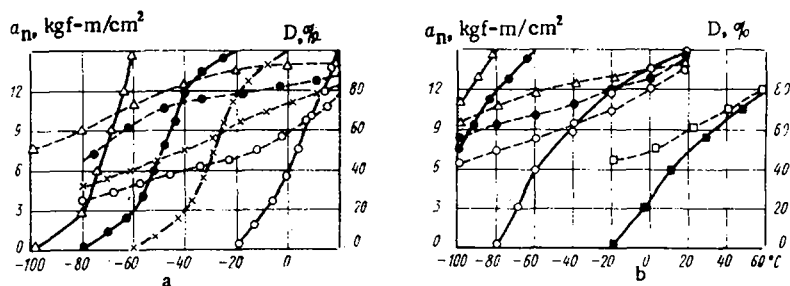 aₙ, kgf-m/cm² D, % aₙ, kgf-m/cm² D, %
12 80 12 80
9 60 9 60
6 40 6 40
3 20 3 20
0 0 0 0
-100 -80 -60 -40 -20 0 -100 -80 -60 -40 -20 0 20 40 60 °C
a b